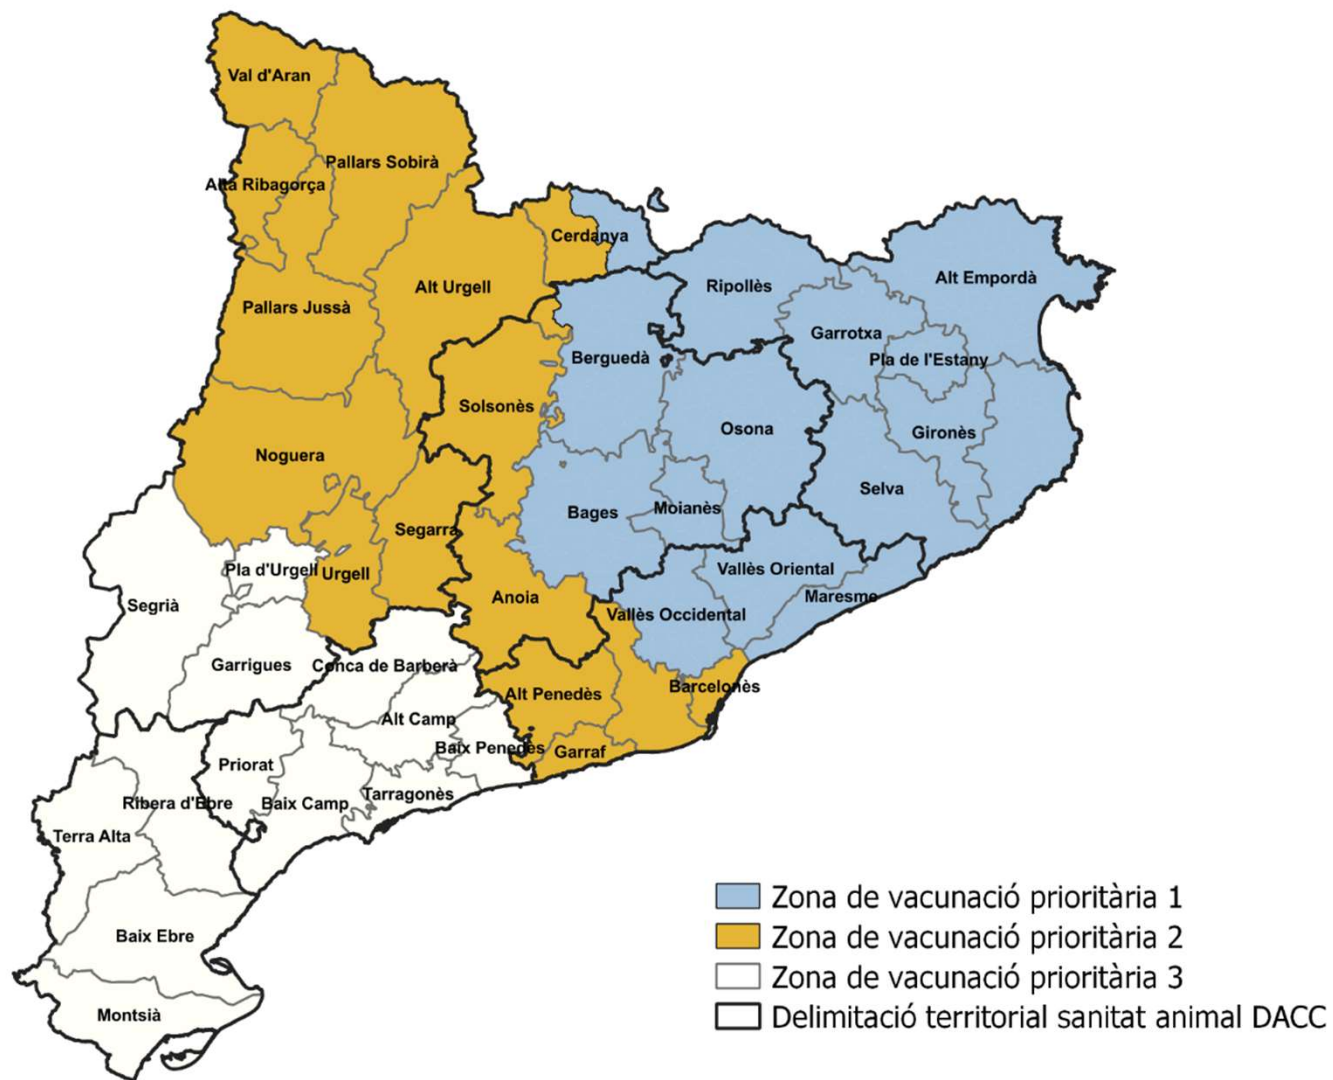 Val d'Aran
Pallars Sobirà
Alta Ribagorça
Cerdanya
Alt Urgell
Ripollès
Alt Empordà
Pallars Jussà
Garrotxa
Berguedà
Pla de l'Estany
Solsonès
Osona
Gironès
Noguera
Selva
Bages
Moianès
Segarra
Pla d'Urgell
Urgell
Vallès Oriental
Segrià
Anoia
Maresme
Vallès Occidental
Garrigues
Conca de Barberà
Alt Penedès
Barcelonès
Alt Camp
Baix Penedès
Garraf
Priorat
Tarragonès
Ribera d'Ebre
Baix Camp
Terra Alta
Baix Ebre
Montsià
Zona de vacunació prioritària 1
Zona de vacunació prioritària 2
Zona de vacunació prioritària 3
Delimitació territorial sanitat animal DACC